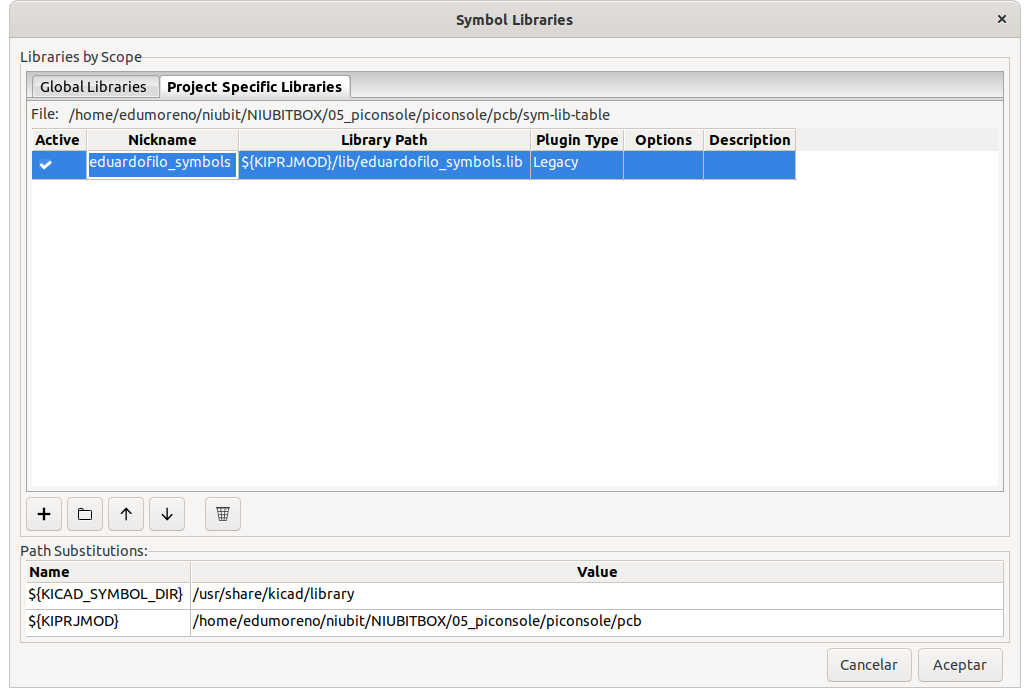 Symbol Libraries
Libraries by Scope
Global Libraries Project Specific Libraries
File: /home/edumoreno/niubit/NIUBITBOX/05_piconsole/piconsole/pcb/sym-lib-table
Active Nickname Library Path Plugin Type Options Description
eduardofilo_symbols ${KIPRJMOD}/lib/eduardofilo_symbols.lib Legacy
Path Substitutions:
Name Value
${KICAD_SYMBOL_DIR} /usr/share/kicad/library
${KIPRJMOD} /home/edumoreno/niubit/NIUBITBOX/05_piconsole/piconsole/pcb
Cancelar Aceptar